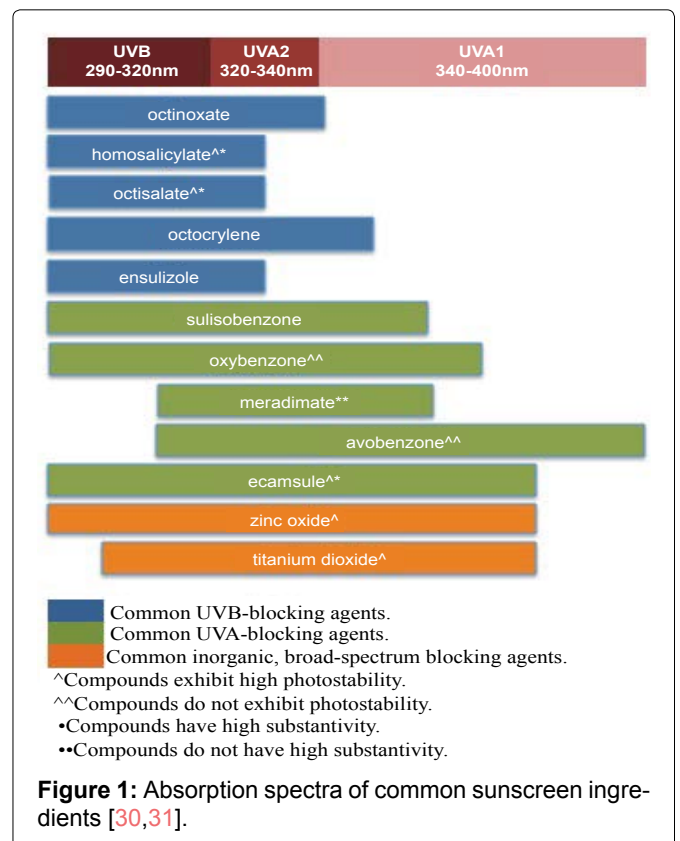 UVB UVA2 UVA1
290-320nm 320-340nm 340-400nm
octinoxate
homosalicylate^*
octisalate^*
octocrylene
ensulizole
sulisobenzone
oxybenzone^^
meradimate**
avobenzone^^
ecamsule^*
zinc oxide^
titanium dioxide^
Common UVB-blocking agents.
Common UVA-blocking agents.
Common inorganic, broad-spectrum blocking agents.
^Compounds exhibit high photostability.
^^Compounds do not exhibit photostability.
•Compounds have high substantivity.
••Compounds do not have high substantivity.
Figure 1: Absorption spectra of common sunscreen ingre-
dients [30,31].